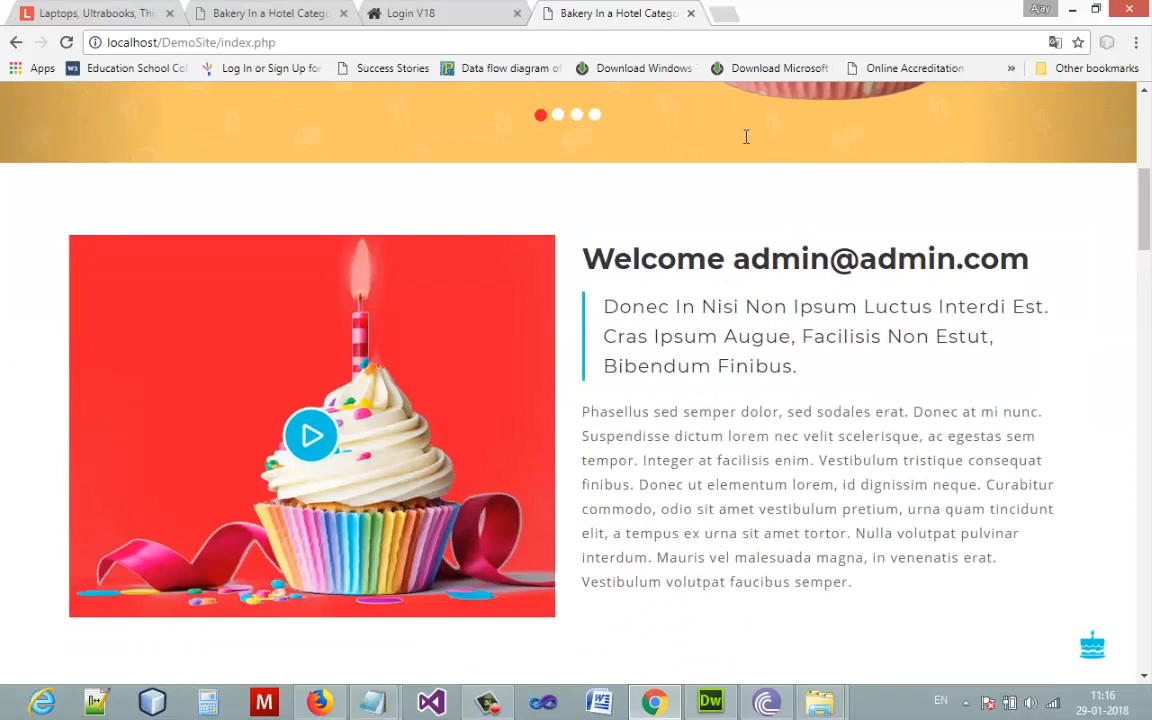 Laptops, Ultrabooks, Thi
Bakery In a Hotel Catego
Login V18
Bakery In a Hotel Catego
Ajay
localhost/DemoSite/index.php
Apps
Education School Col
Log In or Sign Up for
Success Stories
Data flow diagram of
Download Windows
Download Microsoft
Online Accreditation
»
Other bookmarks
Welcome admin@admin.com
Donec In Nisi Non Ipsum Luctus Interdi Est.
Cras Ipsum Augue, Facilisis Non Estut,
Bibendum Finibus.
Phasellus sed semper dolor, sed sodales erat. Donec at mi nunc.
Suspendisse dictum lorem nec velit scelerisque, ac egestas sem
tempor. Integer at facilisis enim. Vestibulum tristique consequat
finibus. Donec ut elementum lorem, id dignissim neque. Curabitur
commodo, odio sit amet vestibulum pretium, urna quam tincidunt
elit, a tempus ex urna sit amet tortor. Nulla volutpat pulvinar
interdum. Mauris vel malesuada magna, in venenatis erat.
Vestibulum volutpat faucibus semper.
M
Dw
EN
11:16
29-01-2018